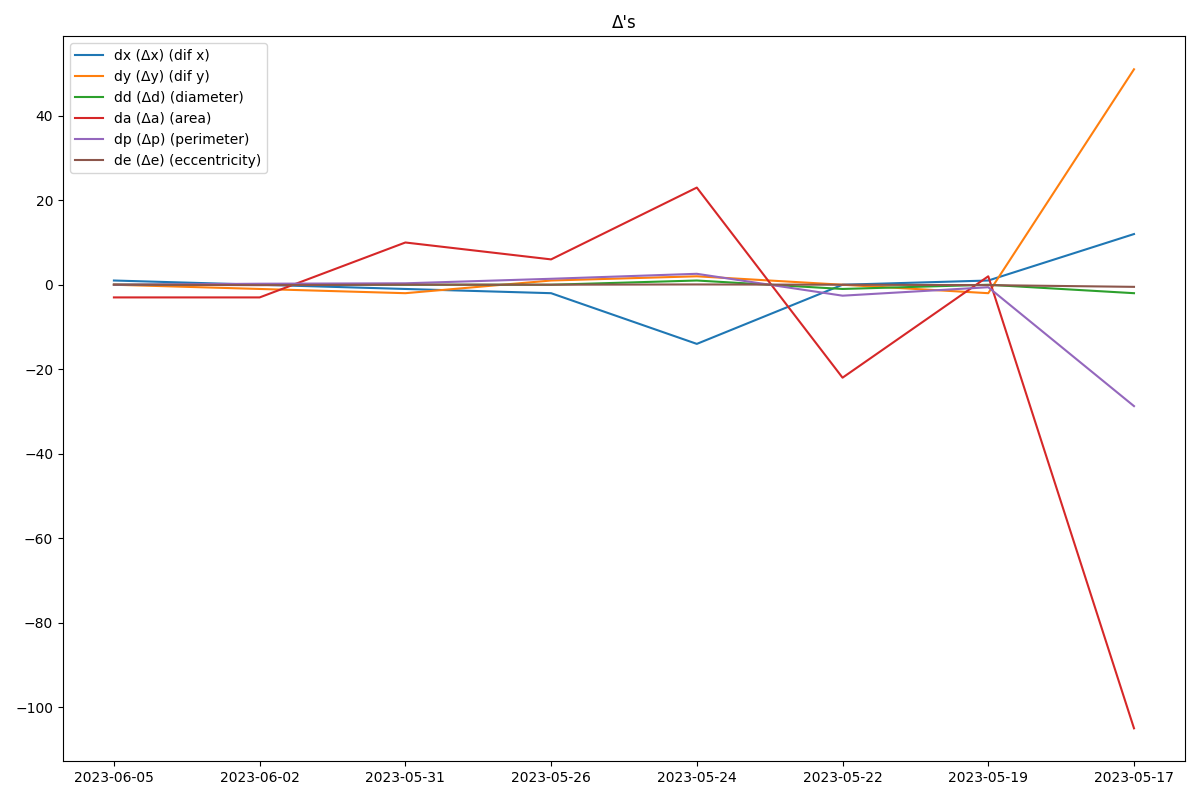 Δ's
dx (Δx) (dif x)
dy (Δy) (dif y)
dd (Δd) (diameter)
da (Δa) (area)
dp (Δp) (perimeter)
de (Δe) (eccentricity)
40
20
0
−20
−40
−60
−80
−100
2023-06-05 2023-06-02 2023-05-31 2023-05-26 2023-05-24 2023-05-22 2023-05-19 2023-05-17